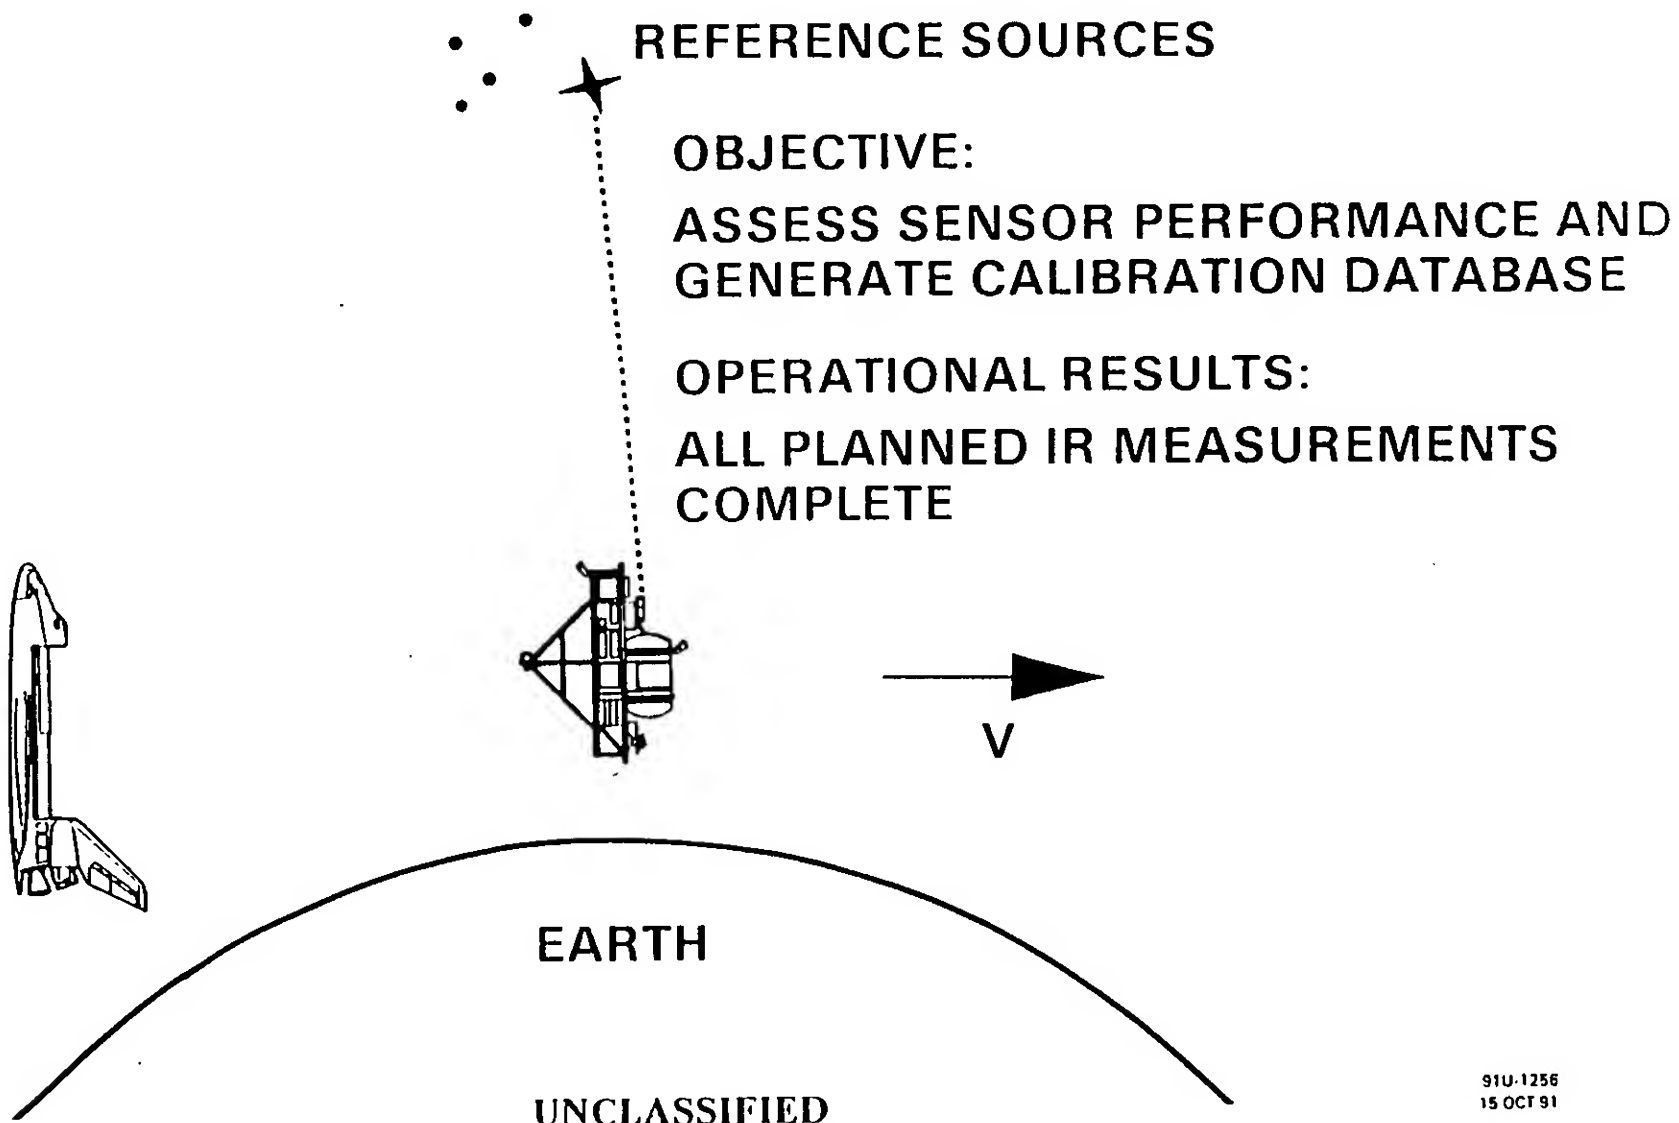 REFERENCE SOURCES
OBJECTIVE:
ASSESS SENSOR PERFORMANCE AND
GENERATE CALIBRATION DATABASE
OPERATIONAL RESULTS:
ALL PLANNED IR MEASUREMENTS
COMPLETE
V
EARTH
UNCLASSIFIED
91U-1256
15 OCT 91